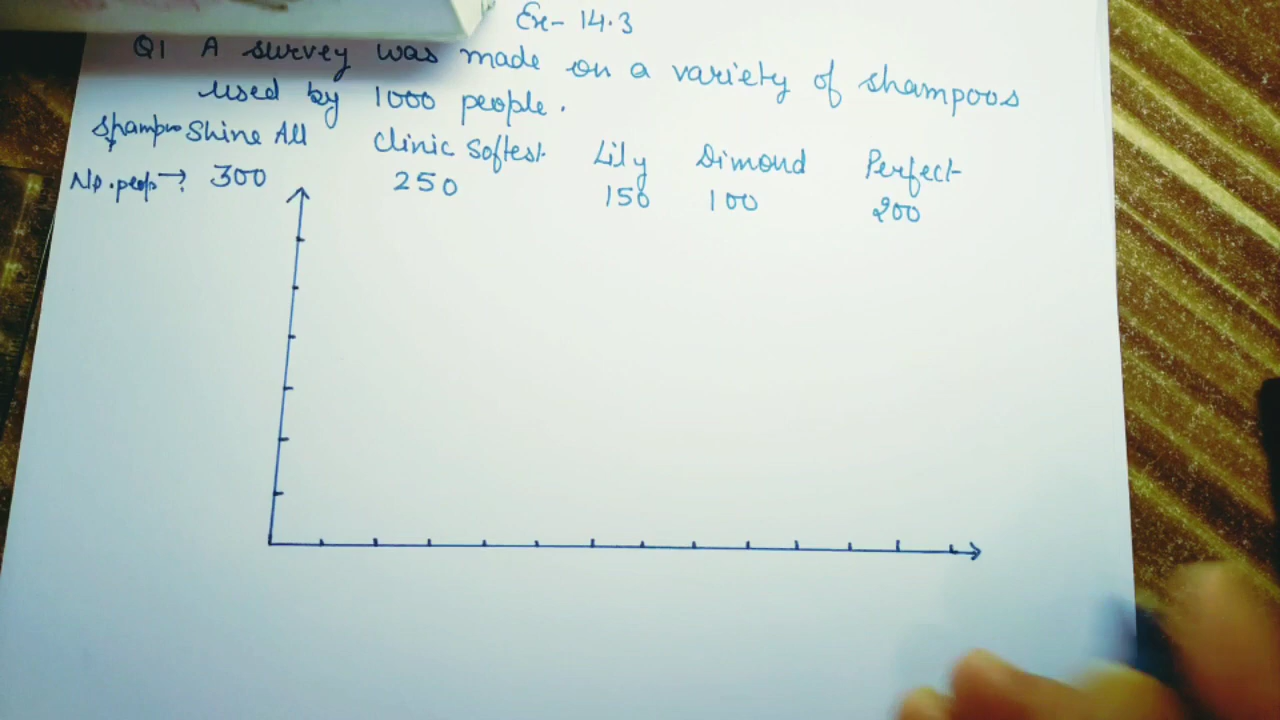 Ex- 14.3
Q1 A survey was made on a variety of shampoos
used by 1000 people.
Shampo Shine All Clinic Softest Lily Dimond Perfect
No. peop → 300 250 150 100 200